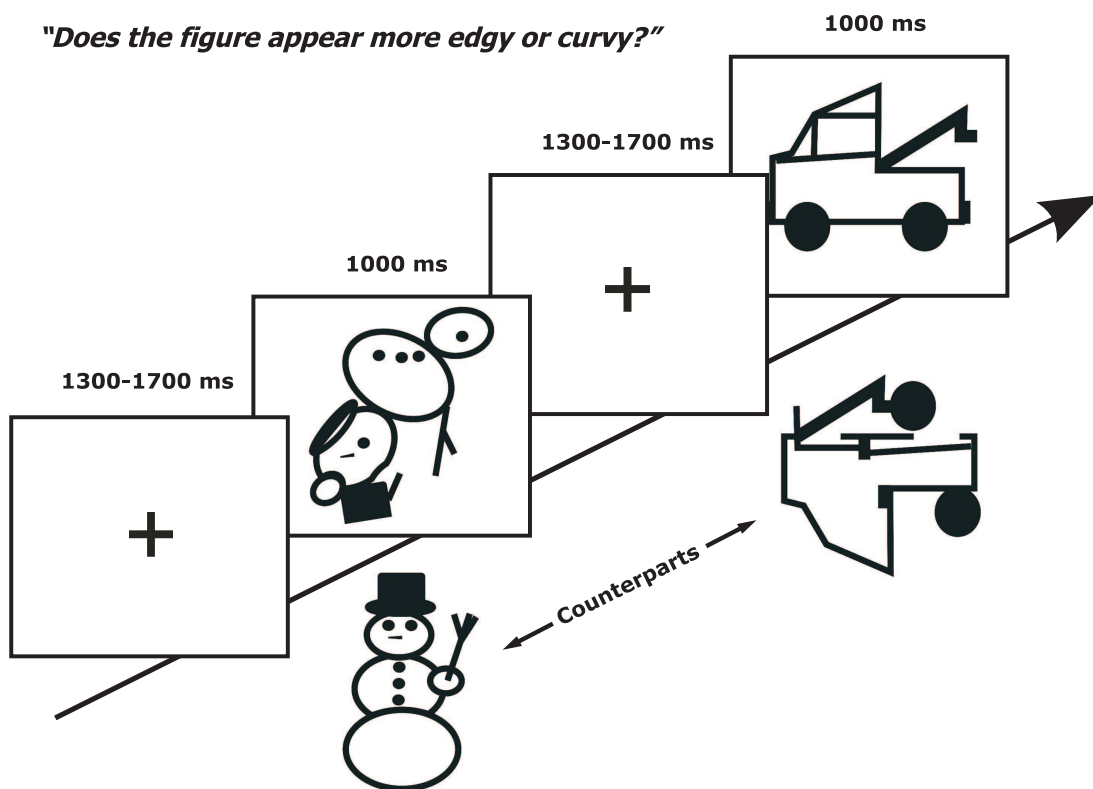 "Does the figure appear more edgy or curvy?"
1000 ms
1300-1700 ms
1000 ms
1300-1700 ms
Counterparts